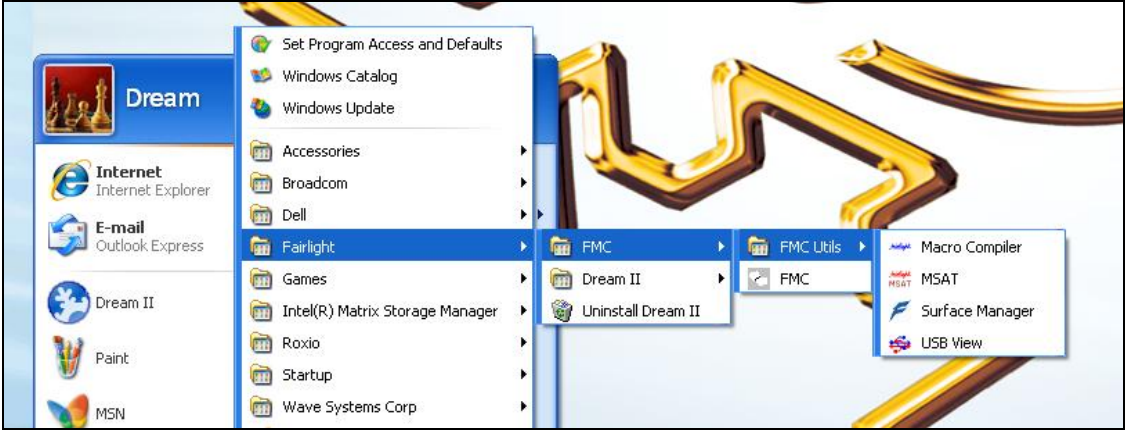 Dream
Internet
Internet Explorer
E-mail
Outlook Express
Dream II
Paint
MSN
Set Program Access and Defaults
Windows Catalog
Windows Update
Accessories
Broadcom
Dell
Fairlight
Games
Intel(R) Matrix Storage Manager
Roxio
Startup
Wave Systems Corp
FMC
Dream II
Uninstall Dream II
FMC Utils
FMC
Macro Compiler
MSAT
MSAT
Surface Manager
USB View